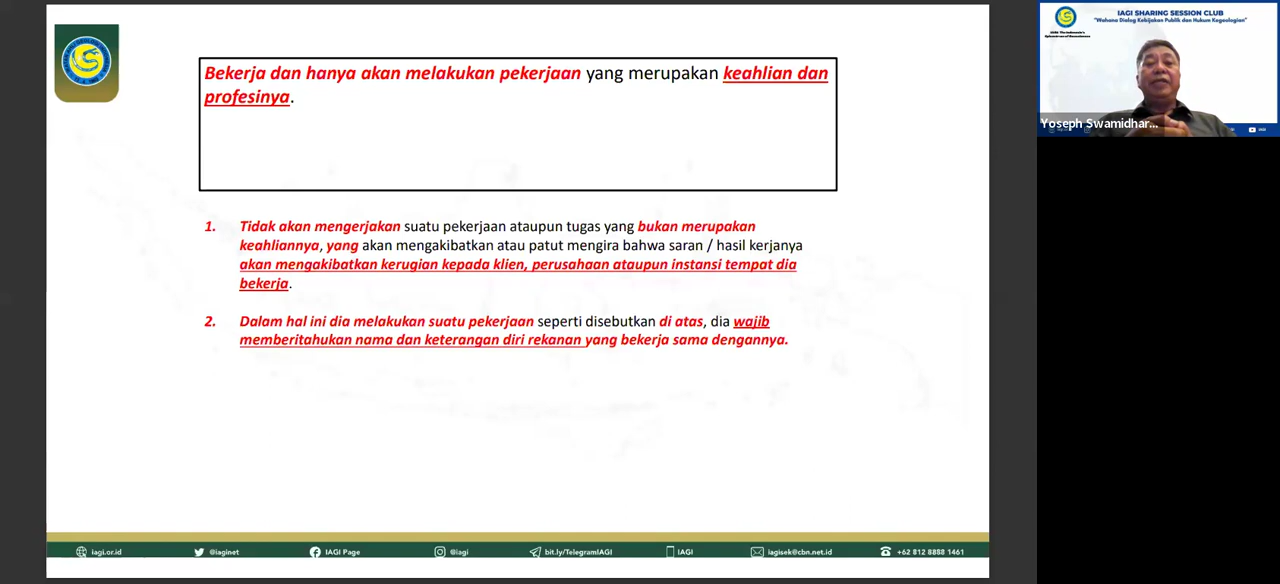 Bekerja dan hanya akan melakukan pekerjaan yang merupakan keahlian dan
profesinya.
1. Tidak akan mengerjakan suatu pekerjaan ataupun tugas yang bukan merupakan
keahliannya, yang akan mengakibatkan atau patut mengira bahwa saran / hasil kerjanya
akan mengakibatkan kerugian kepada klien, perusahaan ataupun instansi tempat dia
bekerja.
2. Dalam hal ini dia melakukan suatu pekerjaan seperti disebutkan di atas, dia wajib
memberitahukan nama dan keterangan diri rekanan yang bekerja sama dengannya.
iagi.or.id @iaginet IAGI Page @iagi bit.ly/TelegramIAGI IAGI iagisek@cbn.net.id +62 812 8888 1461
IAGI SHARING SESSION CLUB
"Wahana Dialog Kebijakan Publik dan Hukum Kegeologian"
Yoseph Swamidhar...